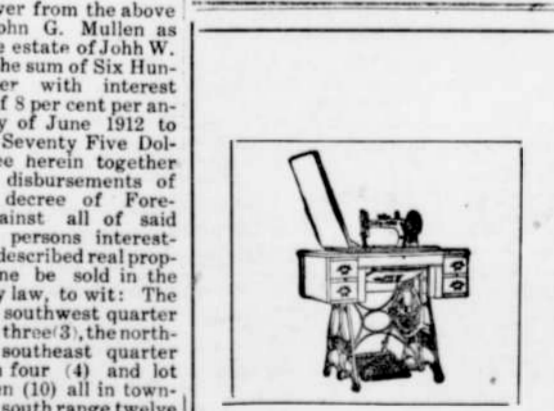 ver from the above
ohn G. Mullen as
e estate of Johh W.
he sum of Six Hun-
er with interest
f 8 per cent per an-
y of June 1912 to
Seventy Five Dol-
ee herein together
disbursements of
decree of Fore-
ainst all of said
persons interest-
described real prop-
ne be sold in the
y law, to wit: The
southwest quarter
three(3),the north-
southeast quarter
four (4) and lot
n (10) all in town-
south range twelve